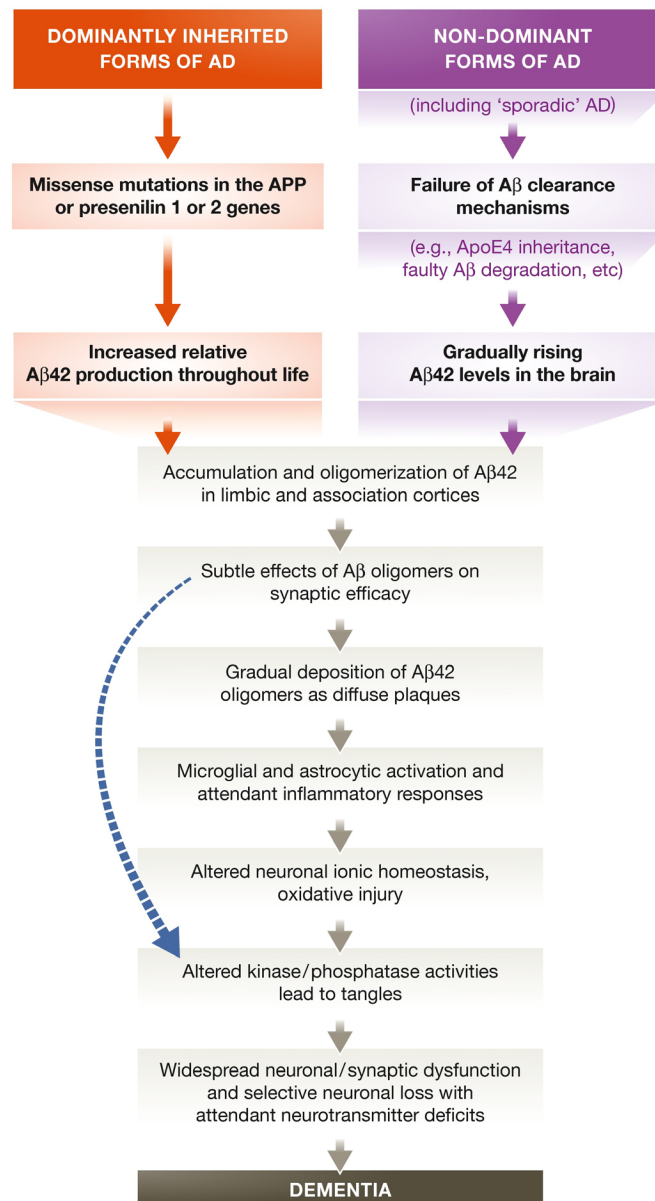 DOMINANTLY INHERITED
FORMS OF AD
Missense mutations in the APP
or presenilin 1 or 2 genes
Increased relative
Aβ42 production throughout life
NON-DOMINANT
FORMS OF AD
(including ‘sporadic’ AD)
Failure of Aβ clearance
mechanisms
(e.g., ApoE4 inheritance,
faulty Aβ degradation, etc)
Gradually rising
Aβ42 levels in the brain
Accumulation and oligomerization of Aβ42
in limbic and association cortices
Subtle effects of Aβ oligomers on
synaptic efficacy
Gradual deposition of Aβ42
oligomers as diffuse plaques
Microglial and astrocytic activation and
attendant inflammatory responses
Altered neuronal ionic homeostasis,
oxidative injury
Altered kinase/phosphatase activities
lead to tangles
Widespread neuronal/synaptic dysfunction
and selective neuronal loss with
attendant neurotransmitter deficits
DEMENTIA